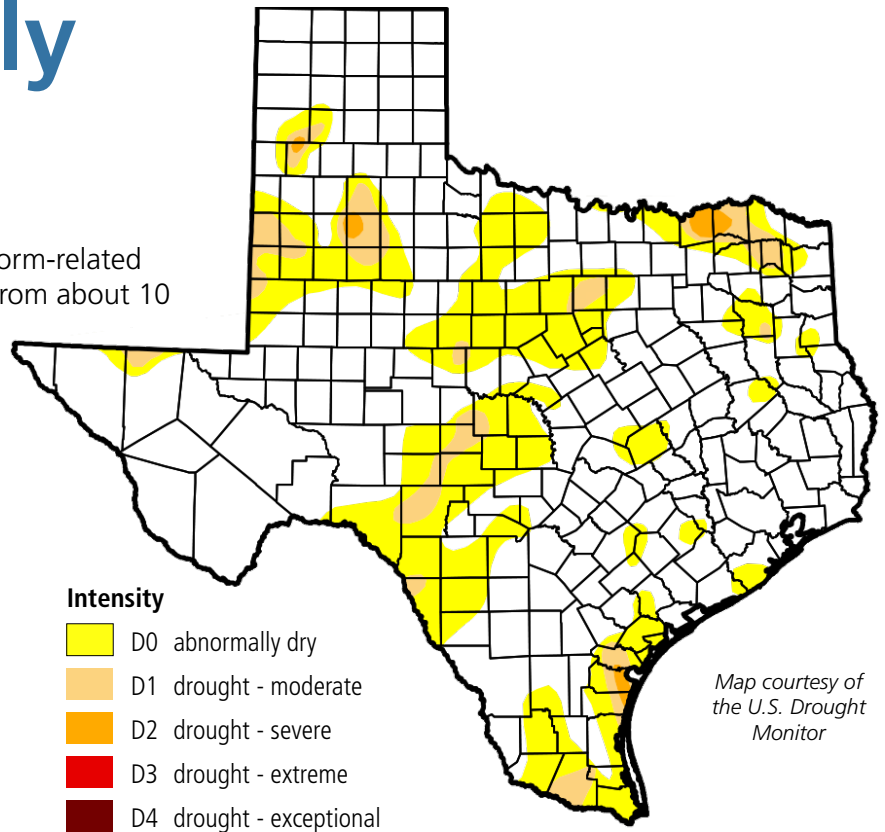 ly
orm-related
rom about 10
Intensity
D0 abnormally dry
D1 drought - moderate
D2 drought - severe
D3 drought - extreme
D4 drought - exceptional
Map courtesy of
the U.S. Drought
Monitor